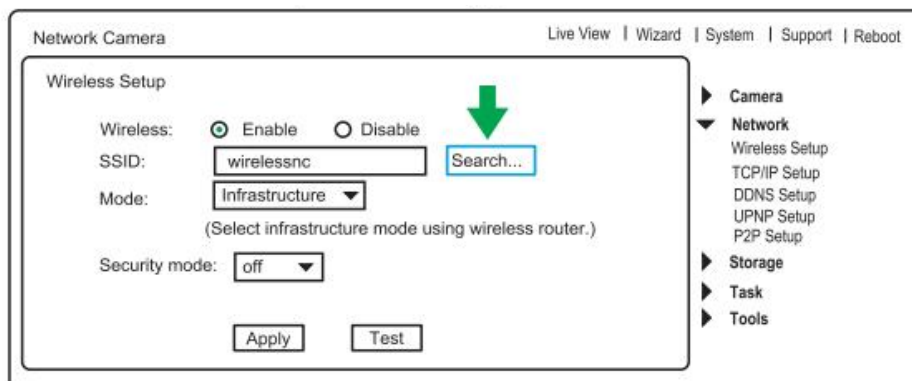 Network Camera
Live View | Wizard | System | Support | Reboot
Wireless Setup
Wireless: Enable Disable
SSID: wirelessnc Search...
Mode: Infrastructure
(Select infrastructure mode using wireless router.)
Security mode: off
Apply Test
Camera
Network
Wireless Setup
TCP/IP Setup
DDNS Setup
UPNP Setup
P2P Setup
Storage
Task
Tools